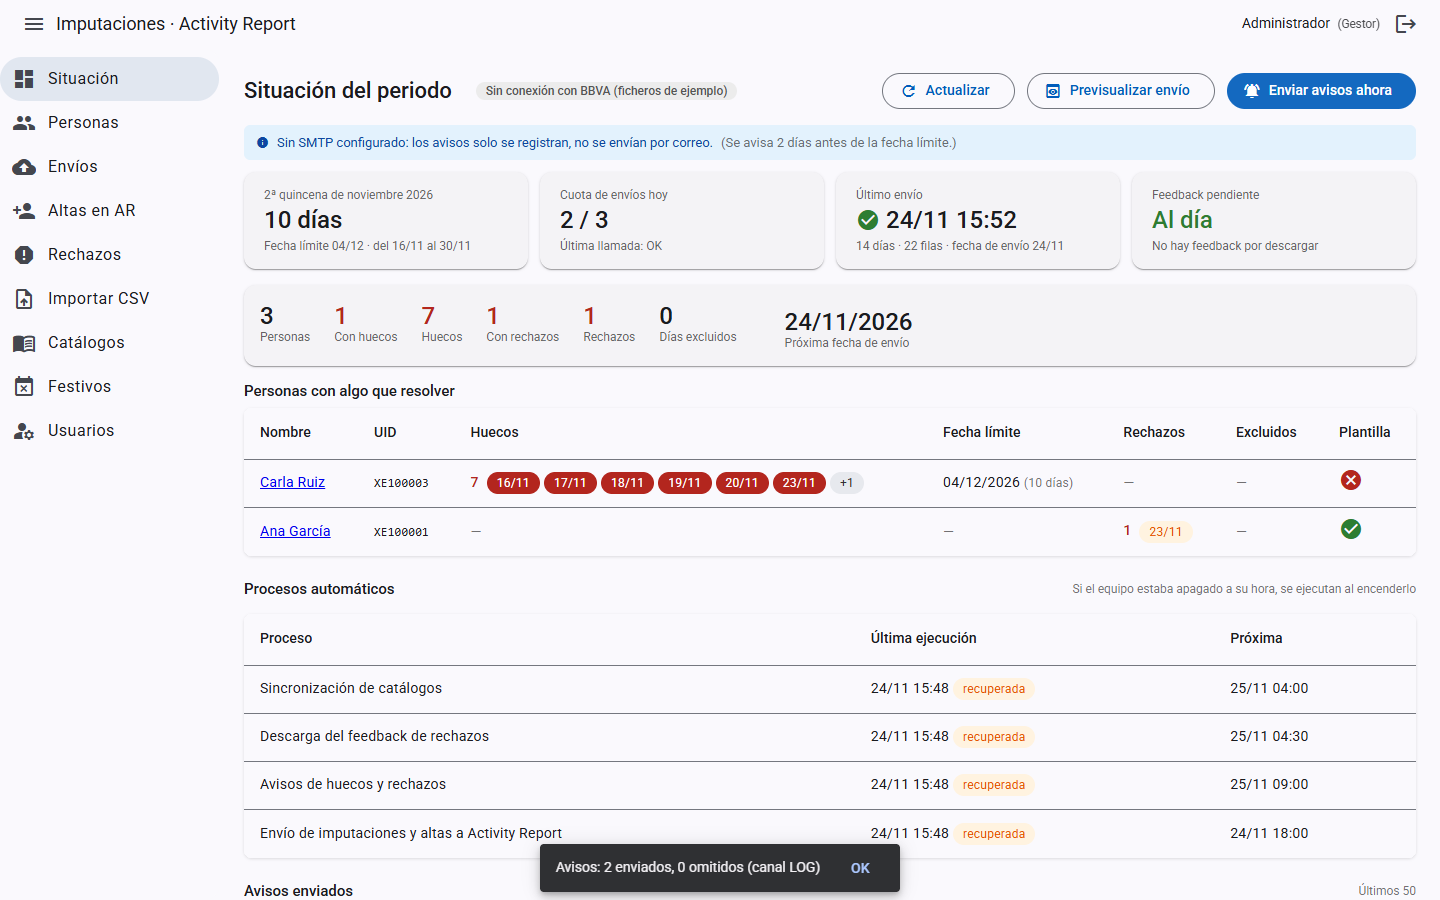 Imputaciones · Activity Report
Administrador (Gestor)
Situación
Personas
Envíos
Altas en AR
Rechazos
Importar CSV
Catálogos
Festivos
Usuarios
Situación del periodo
Sin conexión con BBVA (ficheros de ejemplo)
Actualizar
Previsualizar envío
Enviar avisos ahora
Sin SMTP configurado: los avisos solo se registran, no se envían por correo. (Se avisa 2 días antes de la fecha límite.)
2ª quincena de noviembre 2026
10 días
Fecha límite 04/12 · del 16/11 al 30/11
Cuota de envíos hoy
2 / 3
Última llamada: OK
Último envío
24/11 15:52
14 días · 22 filas · fecha de envío 24/11
Feedback pendiente
Al día
No hay feedback por descargar
3 1 7 1 1 0 24/11/2026
Personas Con huecos Huecos Con rechazos Rechazos Días excluidos Próxima fecha de envío
Personas con algo que resolver
Nombre UID Huecos Fecha límite Rechazos Excluidos Plantilla
Carla Ruiz XE100003 7 16/11 17/11 18/11 19/11 20/11 23/11 +1 04/12/2026 (10 días) — —
Ana García XE100001 — — 1 23/11 —
Procesos automáticos Si el equipo estaba apagado a su hora, se ejecutan al encenderlo
Proceso Última ejecución Próxima
Sincronización de catálogos 24/11 15:48 recuperada 25/11 04:00
Descarga del feedback de rechazos 24/11 15:48 recuperada 25/11 04:30
Avisos de huecos y rechazos 24/11 15:48 recuperada 25/11 09:00
Envío de imputaciones y altas a Activity Report 24/11 15:48 recuperada 24/11 18:00
Avisos: 2 enviados, 0 omitidos (canal LOG) OK
Avisos enviados Últimos 50